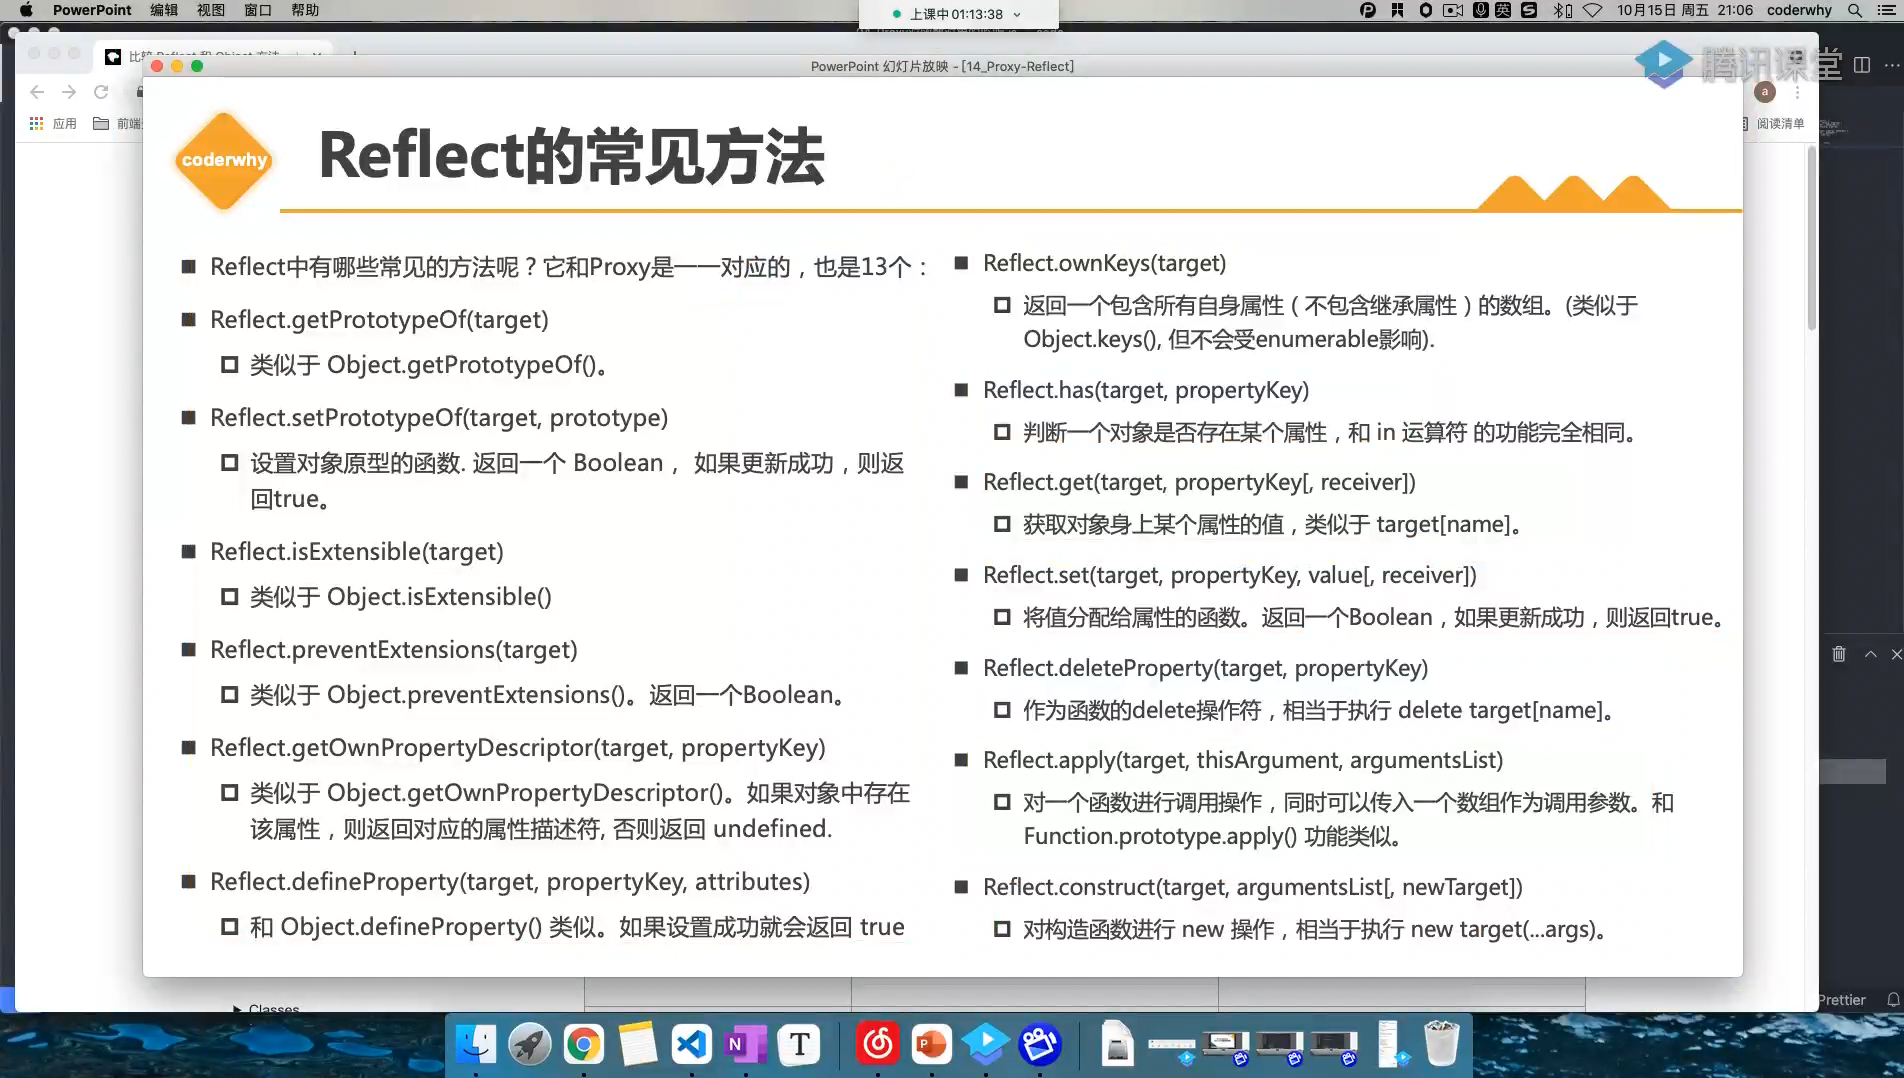 PowerPoint 编辑 视图 窗口 帮助
上课中 01:13:38
英
10月15日 周五 21:06 coderwhy
PowerPoint 幻灯片放映 - [14_Proxy-Reflect]
腾讯课堂
a
应用
阅读清单
coderwhy
Reflect的常见方法
Reflect中有哪些常见的方法呢？它和Proxy是一一对应的，也是13个：
Reflect.getPrototypeOf(target)
类似于 Object.getPrototypeOf()。
Reflect.setPrototypeOf(target, prototype)
设置对象原型的函数. 返回一个 Boolean， 如果更新成功，则返
回true。
Reflect.isExtensible(target)
类似于 Object.isExtensible()
Reflect.preventExtensions(target)
类似于 Object.preventExtensions()。返回一个Boolean。
Reflect.getOwnPropertyDescriptor(target, propertyKey)
类似于 Object.getOwnPropertyDescriptor()。如果对象中存在
该属性，则返回对应的属性描述符, 否则返回 undefined.
Reflect.defineProperty(target, propertyKey, attributes)
和 Object.defineProperty() 类似。如果设置成功就会返回 true
Reflect.ownKeys(target)
返回一个包含所有自身属性（不包含继承属性）的数组。(类似于
Object.keys(), 但不会受enumerable影响).
Reflect.has(target, propertyKey)
判断一个对象是否存在某个属性，和 in 运算符 的功能完全相同。
Reflect.get(target, propertyKey[, receiver])
获取对象身上某个属性的值，类似于 target[name]。
Reflect.set(target, propertyKey, value[, receiver])
将值分配给属性的函数。返回一个Boolean，如果更新成功，则返回true。
Reflect.deleteProperty(target, propertyKey)
作为函数的delete操作符，相当于执行 delete target[name]。
Reflect.apply(target, thisArgument, argumentsList)
对一个函数进行调用操作，同时可以传入一个数组作为调用参数。和
Function.prototype.apply() 功能类似。
Reflect.construct(target, argumentsList[, newTarget])
对构造函数进行 new 操作，相当于执行 new target(...args)。
Classes
Prettier